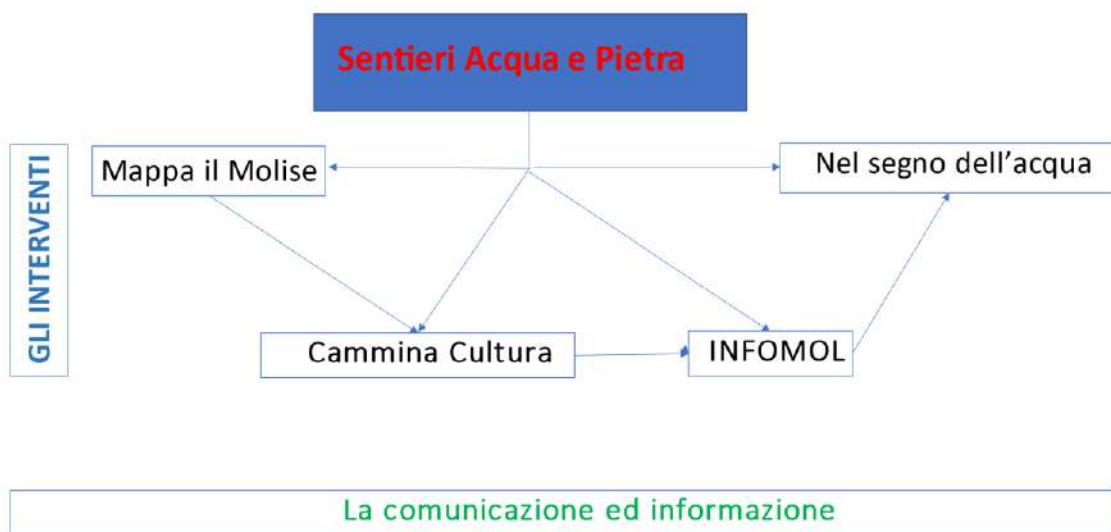 Sentieri Acqua e Pietra
GLI INTERVENTI
Mappa il Molise
Nel segno dell’acqua
Cammina Cultura
INFOMOL
La comunicazione ed informazione